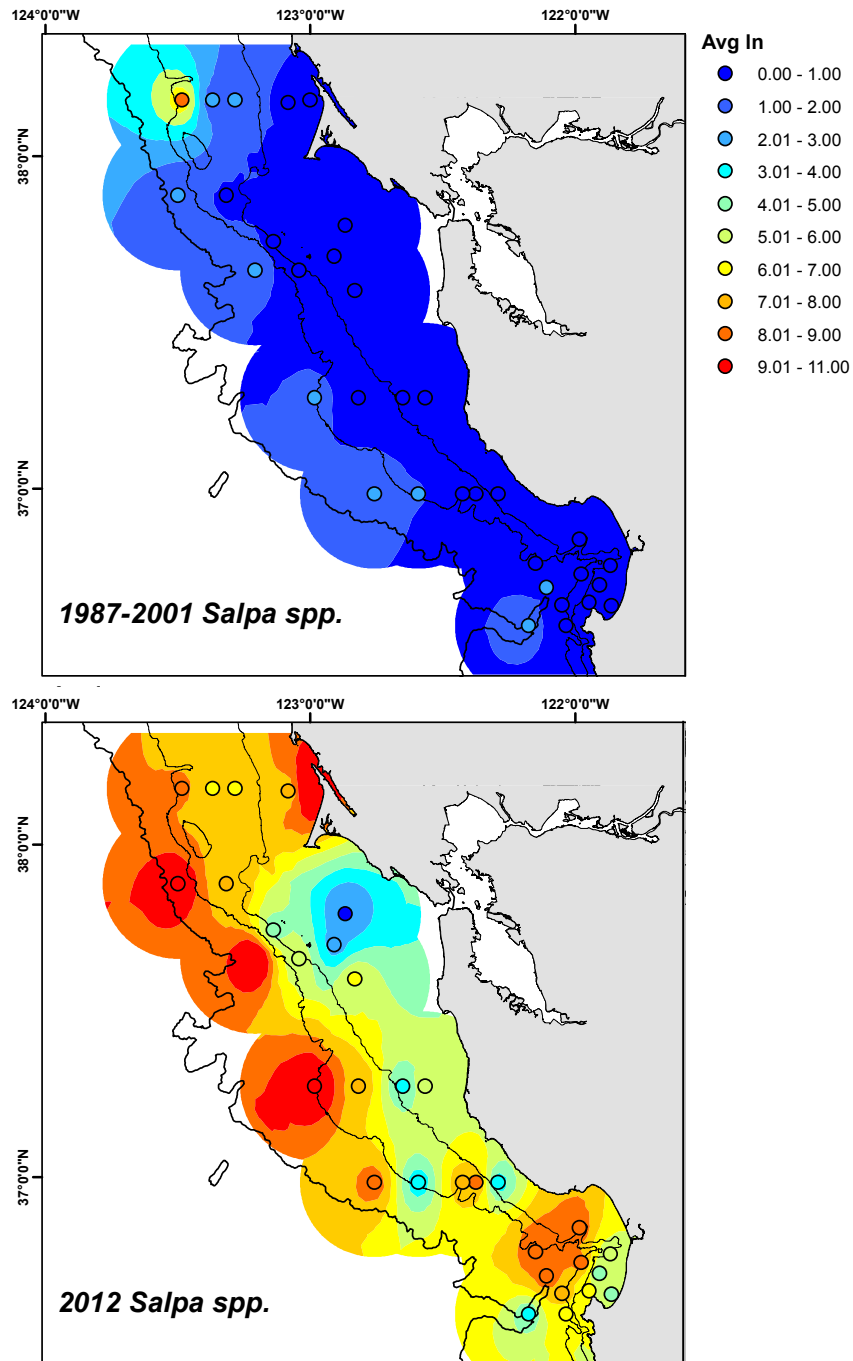 124°0'0"W 123°0'0"W 122°0'0"W
38°0'0"N
37°0'0"N
1987-2001 Salpa spp.
Avg ln
0.00 - 1.00
1.00 - 2.00
2.01 - 3.00
3.01 - 4.00
4.01 - 5.00
5.01 - 6.00
6.01 - 7.00
7.01 - 8.00
8.01 - 9.00
9.01 - 11.00
124°0'0"W 123°0'0"W 122°0'0"W
38°0'0"N
37°0'0"N
2012 Salpa spp.